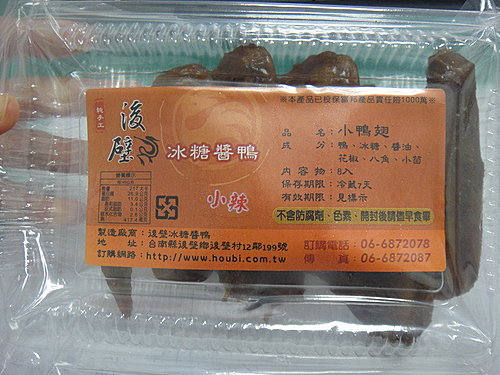 ※本產品已投保富邦產品責任險1000萬※
純手工
後壁
冰糖醬鴨
小辣
品 名：小鴨翅
成 分：鴨、冰糖、醬油
花椒、八角、小茴
內 容 物：8入
保存期限：冷藏7天
有效期限：見標示
不含防腐劑、色素、開封後請儘早食畢
營養標示
製造廠商：後壁冰糖醬鴨
地 址：台南縣後壁鄉後壁村12鄰199號
訂購網路：http://www.houbi.com.tw
訂購電話：06-6872078
傳 真：06-6872087